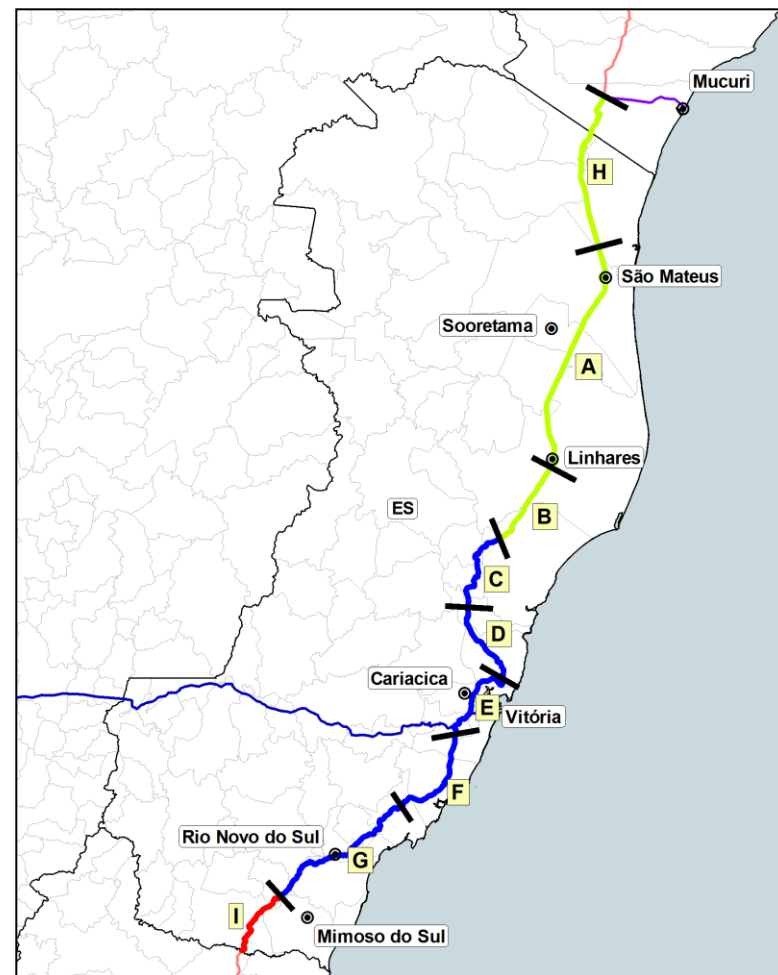 Mucuri
H
São Mateus
Sooretama
A
Linhares
ES
B
C
D
Cariacica
E
Vitória
F
Rio Novo do Sul
G
I
Mimoso do Sul